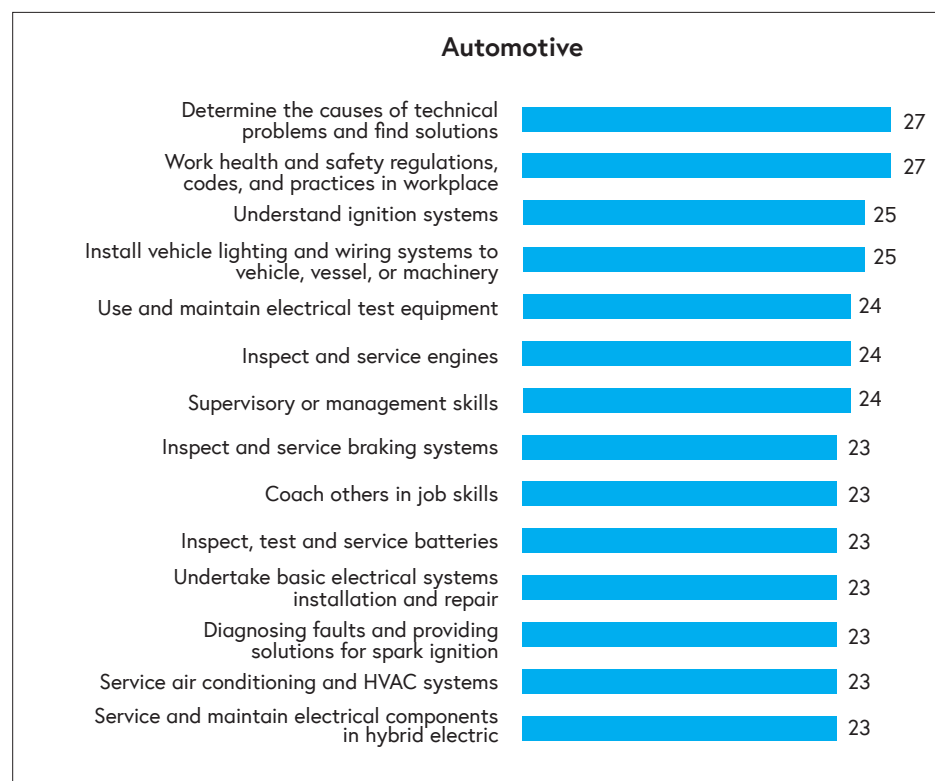 Automotive
Determine the causes of technical
problems and find solutions
27
Work health and safety regulations,
codes, and practices in workplace
27
Understand ignition systems
25
Install vehicle lighting and wiring systems to
vehicle, vessel, or machinery
25
Use and maintain electrical test equipment
24
Inspect and service engines
24
Supervisory or management skills
24
Inspect and service braking systems
23
Coach others in job skills
23
Inspect, test and service batteries
23
Undertake basic electrical systems
installation and repair
23
Diagnosing faults and providing
solutions for spark ignition
23
Service air conditioning and HVAC systems
23
Service and maintain electrical components
in hybrid electric
23